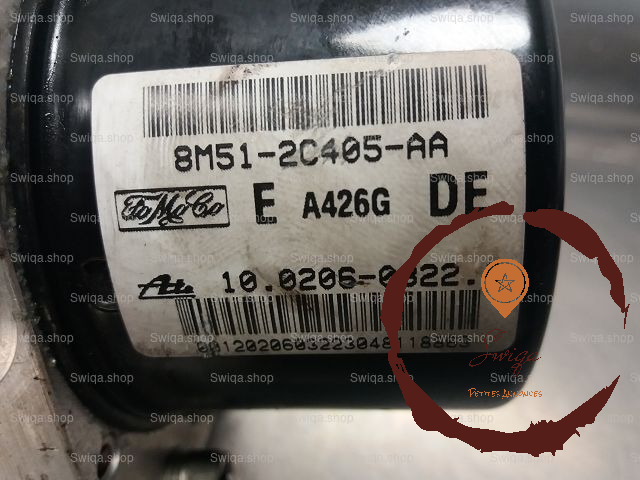 8M51-2C405-AA
FoMoCo E A426G DE
Ate 10.0206-0322.
Swiqa
PETITES ANNONCES
Swiqa.shop